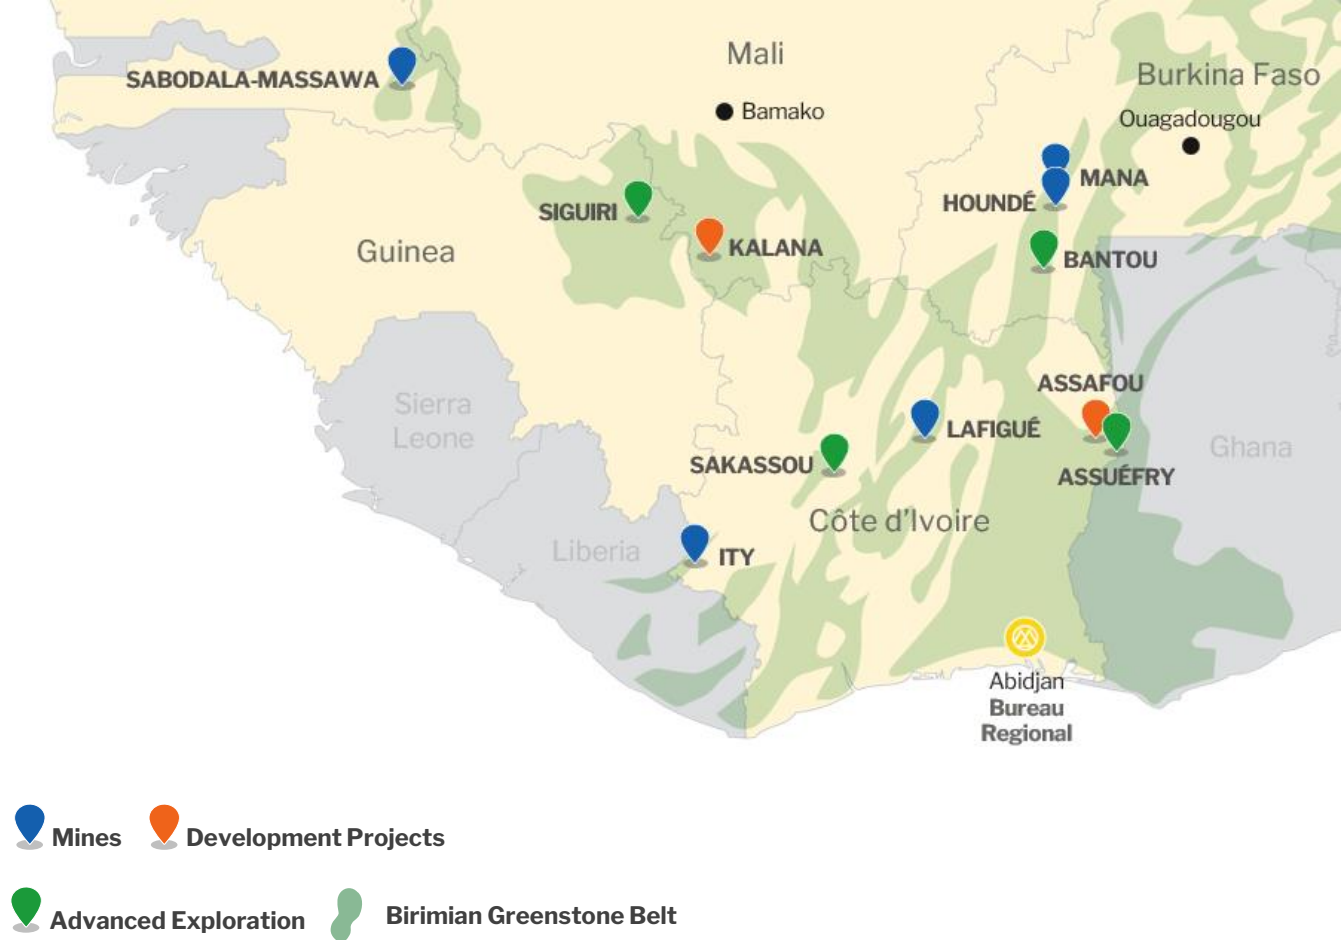 Mali
Burkina Faso
SABODALA-MASSAWA
Bamako
Ouagadougou
MANA
HOUNDÉ
SIGUIRI
KALANA
Guinea
BANTOU
ASSAFOU
Sierra
Leone
LAFIGUÉ
Ghana
SAKASSOU
ASSUÉFRY
Côte d'Ivoire
Liberia
ITY
Abidjan
Bureau
Regional
Mines
Development Projects
Advanced Exploration
Birimian Greenstone Belt